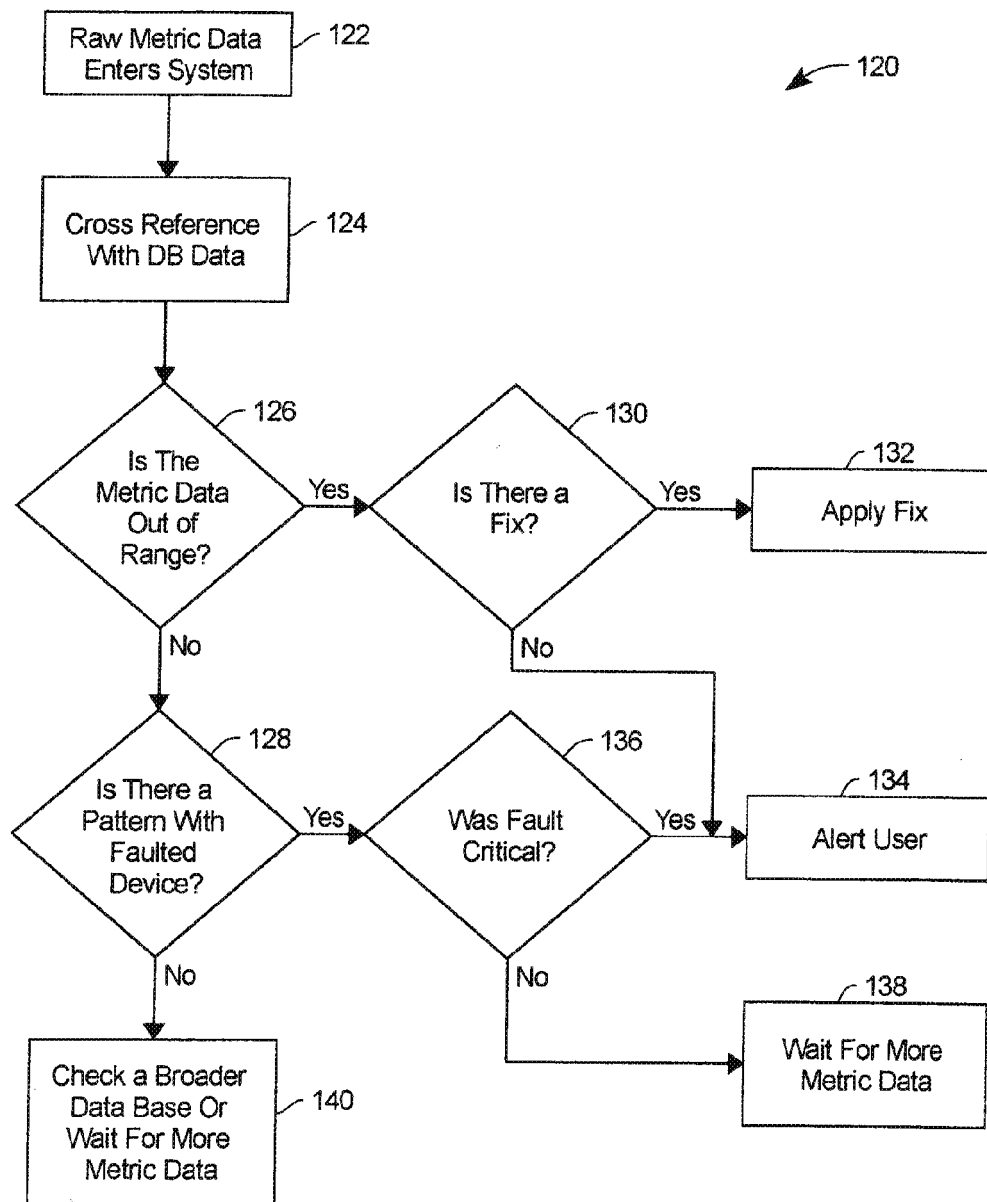 Raw Metric Data
Enters System
122
120
Cross Reference
With DB Data
124
Is The
Metric Data
Out of
Range?
126
Yes
No
Is There a
Fix?
130
Yes
No
Apply Fix
132
Is There a
Pattern With
Faulted
Device?
128
Yes
No
Was Fault
Critical?
136
Yes
No
Alert User
134
Wait For More
Metric Data
138
Check a Broader
Data Base Or
Wait For More
Metric Data
140